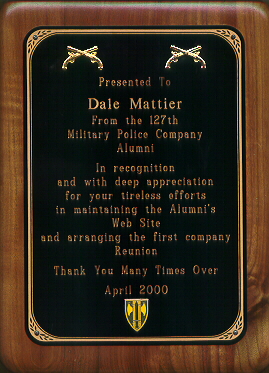 Presented To
Dale Mattier
From the 127th
Military Police Company
Alumni
In recognition
and with deep appreciation
for your tireless efforts
in maintaining the Alumni's
Web Site
and arranging the first company
Reunion
Thank You Many Times Over
April 2000